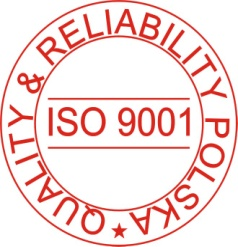 QUALITY & RELIABILITY POLSKA
ISO 9001